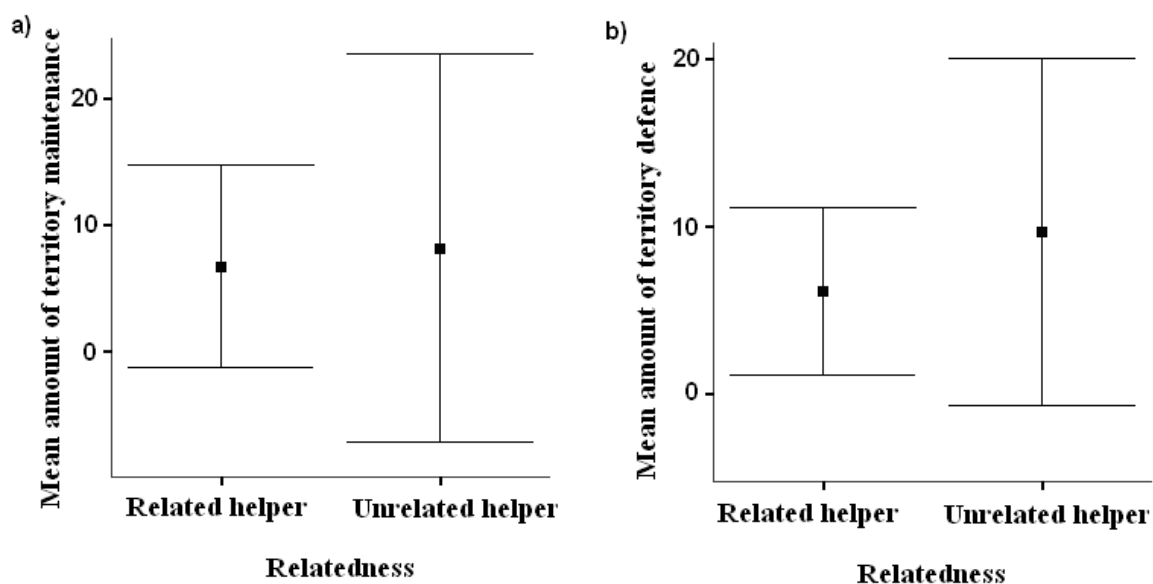 a)
Mean amount of territory maintenance
20
10
0
Related helper
Unrelated helper
Relatedness
b)
Mean amount of territory defence
20
10
0
Related helper
Unrelated helper
Relatedness